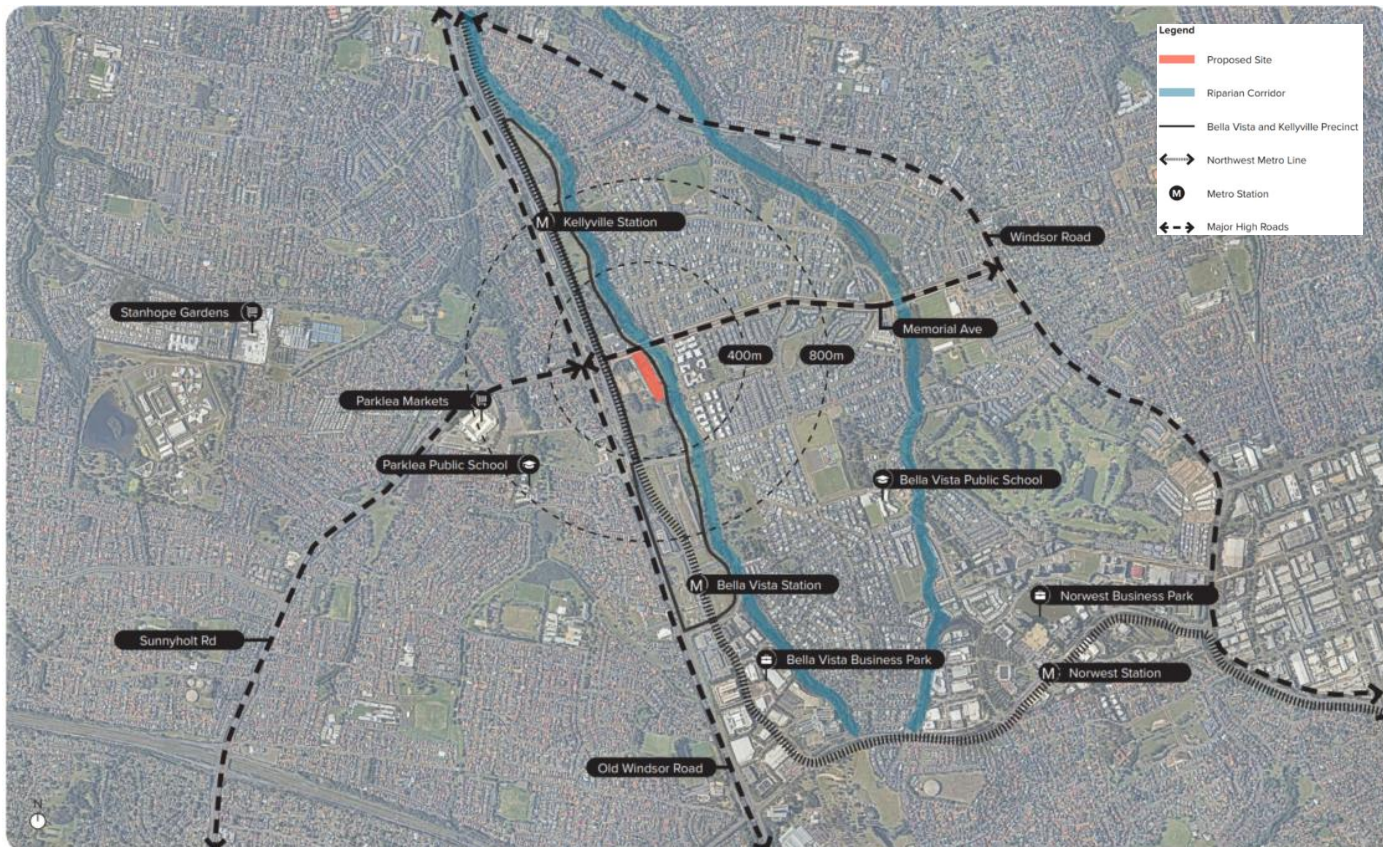 Legend
Proposed Site
Riparian Corridor
Bella Vista and Kellyville Precinct
Northwest Metro Line
M
Metro Station
Major High Roads
M
Kellyville Station
Windsor Road
Stanhope Gardens
Memorial Ave
400m
800m
Parklea Markets
Parklea Public School
Bella Vista Public School
M
Bella Vista Station
Norwest Business Park
Sunnyholt Rd
Bella Vista Business Park
M
Norwest Station
Old Windsor Road
N